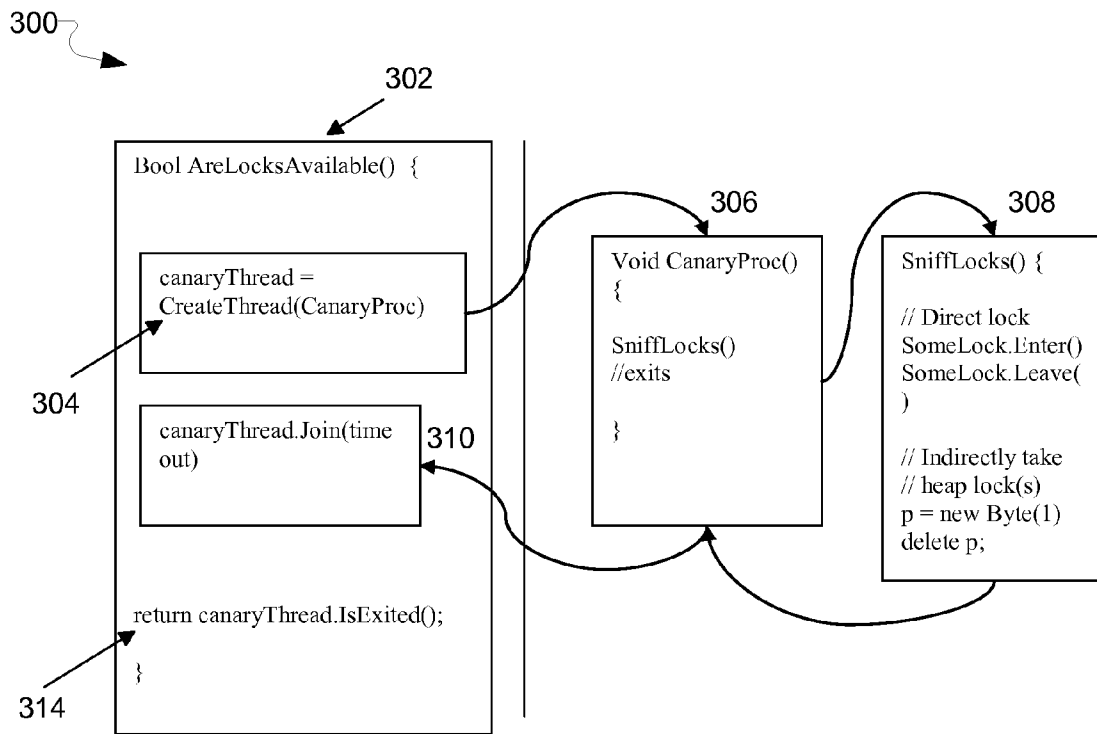 300
302
Bool AreLocksAvailable() {
canaryThread =
CreateThread(CanaryProc)
304
canaryThread.Join(time
out)
310
return canaryThread.IsExited();
}
314
306
Void CanaryProc()
{
SniffLocks()
//exits
}
308
SniffLocks() {
// Direct lock
SomeLock.Enter()
SomeLock.Leave(
)
// Indirectly take
// heap lock(s)
p = new Byte(1)
delete p;